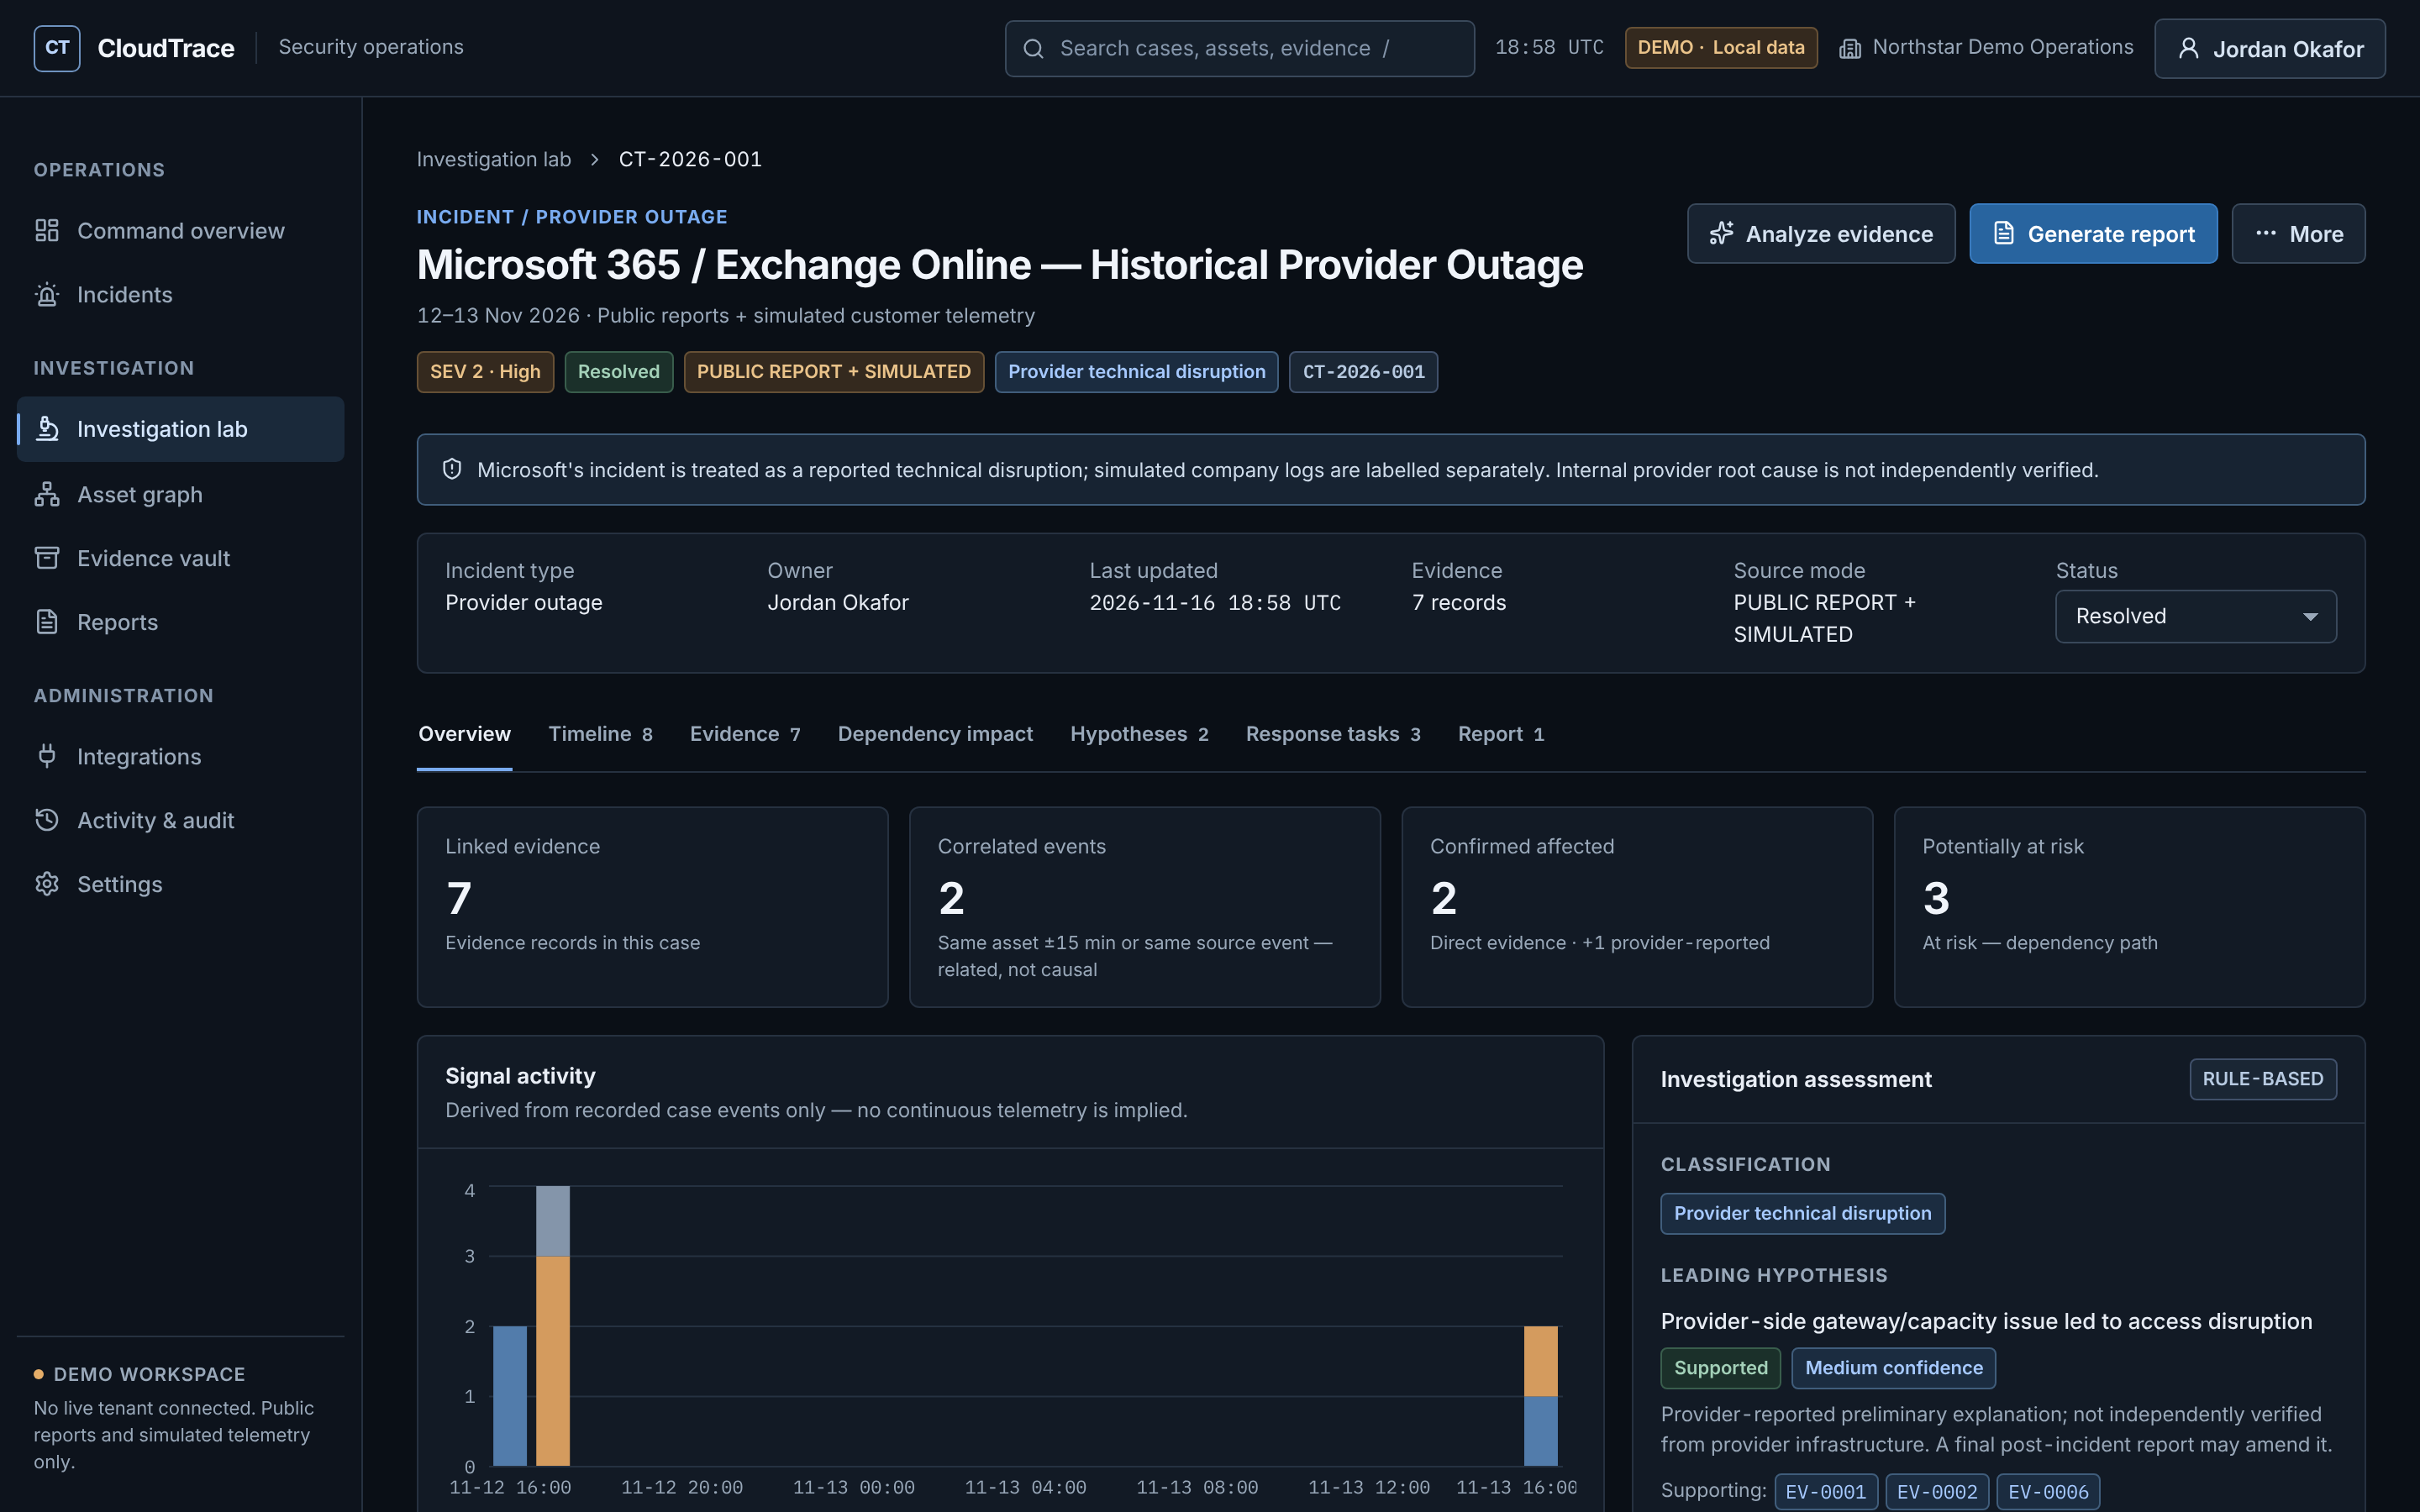 CT CloudTrace Security operations
Search cases, assets, evidence /
18:58 UTC
DEMO · Local data
Northstar Demo Operations
Jordan Okafor
OPERATIONS
Command overview
Incidents
INVESTIGATION
Investigation lab
Asset graph
Evidence vault
Reports
ADMINISTRATION
Integrations
Activity & audit
Settings
DEMO WORKSPACE
No live tenant connected. Public
reports and simulated telemetry
only.
Investigation lab > CT-2026-001
INCIDENT / PROVIDER OUTAGE
Microsoft 365 / Exchange Online — Historical Provider Outage
12–13 Nov 2026 · Public reports + simulated customer telemetry
Analyze evidence
Generate report
··· More
SEV 2 · High
Resolved
PUBLIC REPORT + SIMULATED
Provider technical disruption
CT-2026-001
Microsoft's incident is treated as a reported technical disruption; simulated company logs are labelled separately. Internal provider root cause is not independently verified.
Incident type
Provider outage
Owner
Jordan Okafor
Last updated
2026-11-16 18:58 UTC
Evidence
7 records
Source mode
PUBLIC REPORT +
SIMULATED
Status
Resolved
Overview
Timeline 8
Evidence 7
Dependency impact
Hypotheses 2
Response tasks 3
Report 1
Linked evidence
7
Evidence records in this case
Correlated events
2
Same asset ±15 min or same source event —
related, not causal
Confirmed affected
2
Direct evidence · +1 provider-reported
Potentially at risk
3
At risk — dependency path
Signal activity
Derived from recorded case events only — no continuous telemetry is implied.
4
3
2
1
0
11-12 16:00
11-12 20:00
11-13 00:00
11-13 04:00
11-13 08:00
11-13 12:00
11-13 16:00
Investigation assessment
RULE-BASED
CLASSIFICATION
Provider technical disruption
LEADING HYPOTHESIS
Provider-side gateway/capacity issue led to access disruption
Supported
Medium confidence
Provider-reported preliminary explanation; not independently verified
from provider infrastructure. A final post-incident report may amend it.
Supporting: EV-0001 EV-0002 EV-0006